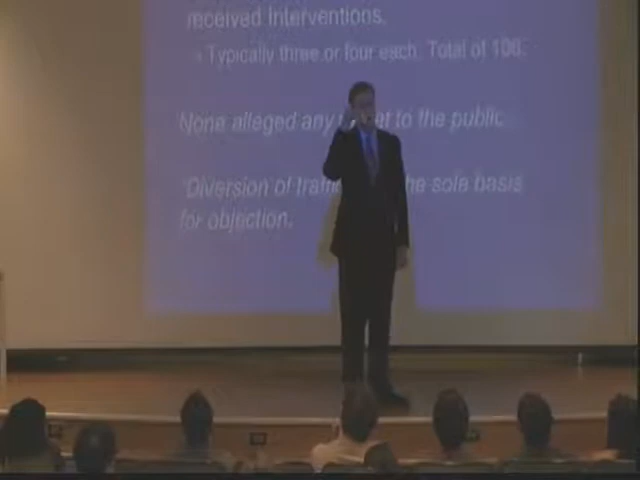 received Interventions.
Typically three or four each. Total of 106.
None alleged any to the public
Diversion of the sole basis
for objection.